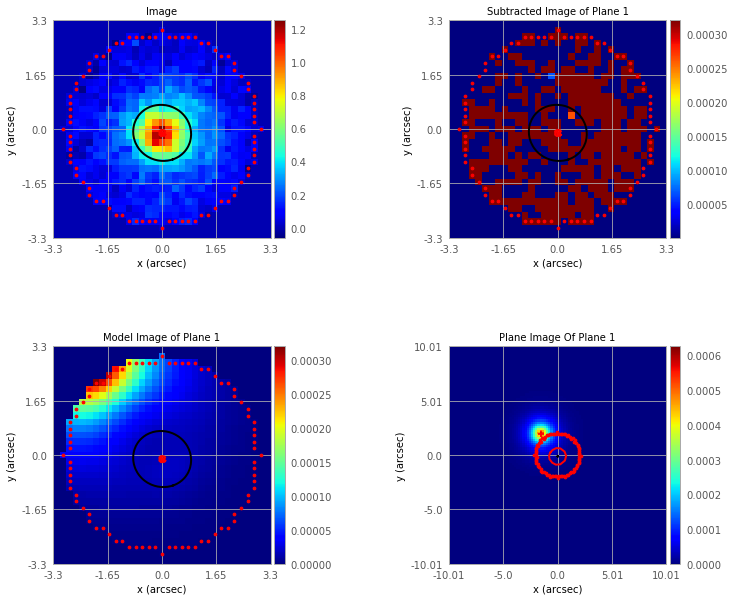 Image
3.3
1.65
0.0
-1.65
-3.3
y (arcsec)
-3.3 -1.65 0.0 1.65 3.3
x (arcsec)
1.2
1.0
0.8
0.6
0.4
0.2
0.0
Subtracted Image of Plane 1
3.3
1.65
0.0
-1.65
-3.3
y (arcsec)
-3.3 -1.65 0.0 1.65 3.3
x (arcsec)
0.00030
0.00025
0.00020
0.00015
0.00010
0.00005
Model Image of Plane 1
3.3
1.65
0.0
-1.65
-3.3
y (arcsec)
-3.3 -1.65 0.0 1.65 3.3
x (arcsec)
0.00030
0.00025
0.00020
0.00015
0.00010
0.00005
0.00000
Plane Image Of Plane 1
10.01
5.01
0.0
-5.0
-10.01
y (arcsec)
-10.01 -5.0 0.0 5.01 10.01
x (arcsec)
0.0006
0.0005
0.0004
0.0003
0.0002
0.0001
0.0000